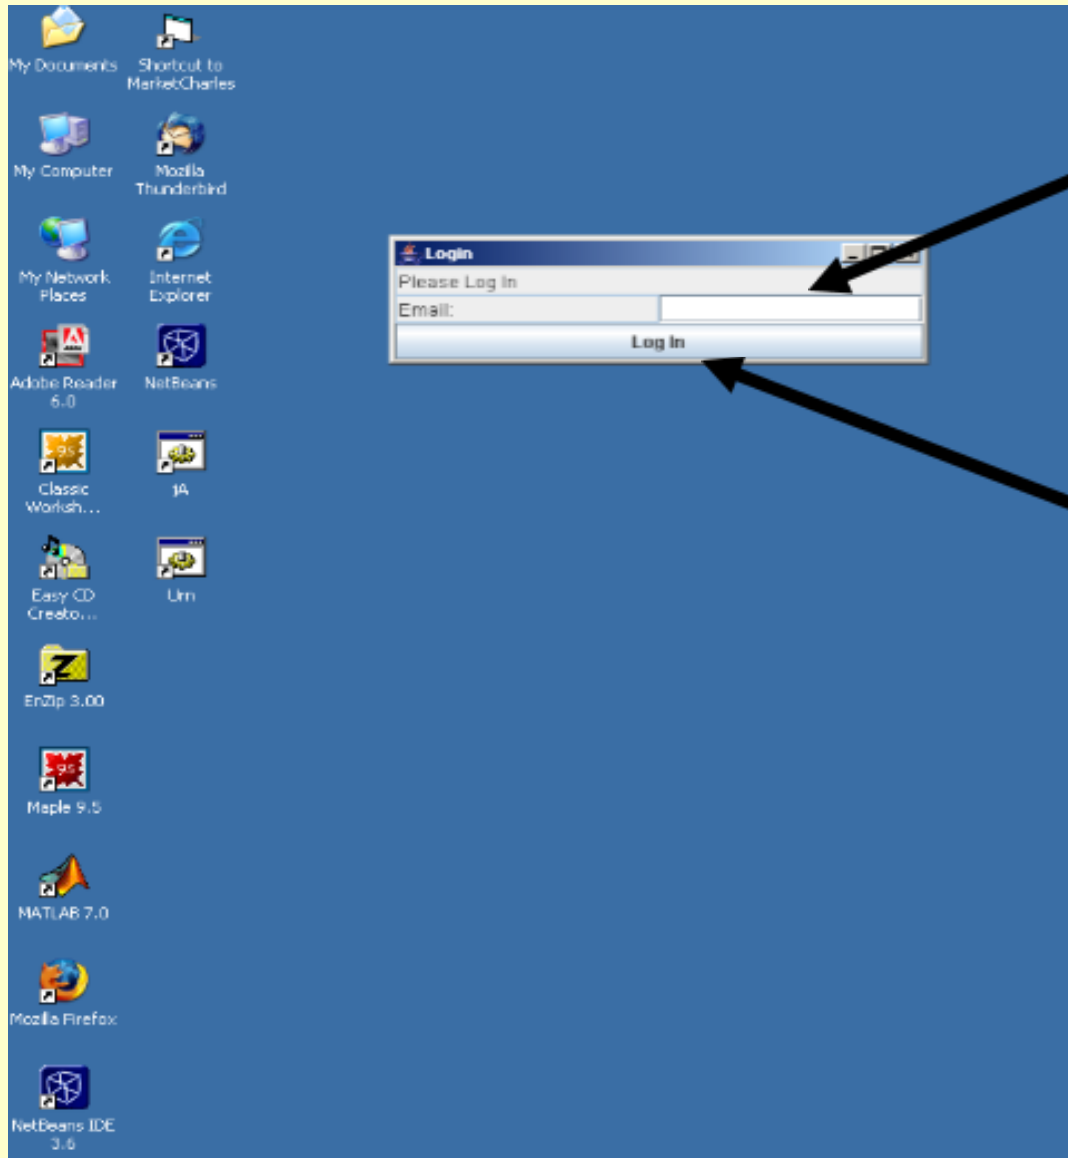 My Documents
Shortcut to
MarketCharles
My Computer
Mozilla
Thunderbird
My Network
Places
Internet
Explorer
Adobe Reader
6.0
NetBeans
Classic
Worksh...
Easy CD
Creato...
Urn
EnZip 3.00
Maple 9.5
MATLAB 7.0
Mozilla Firefox
NetBeans IDE
3.6
Login
Please Log In
Email:
Log In